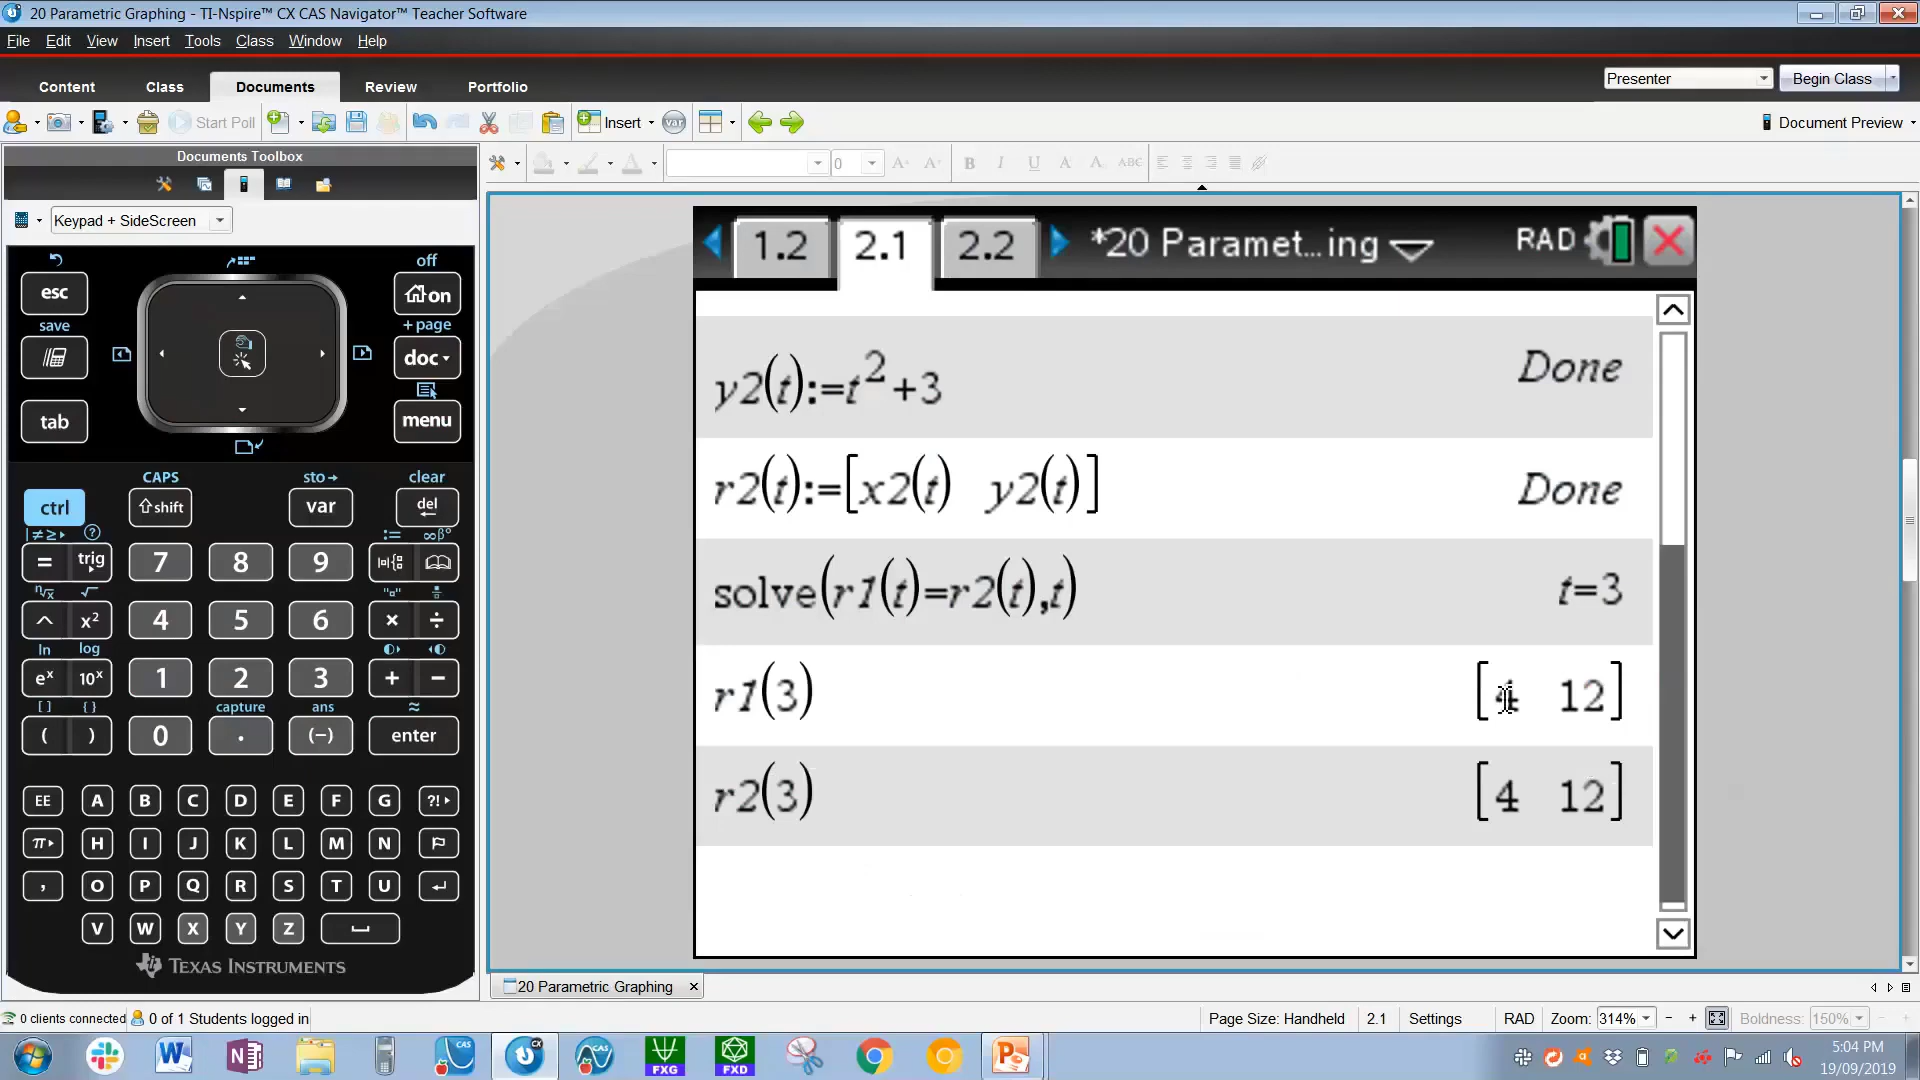 20 Parametric Graphing - TI-Nspire™ CX CAS Navigator™ Teacher Software
File Edit View Insert Tools Class Window Help
Content Class Documents Review Portfolio
Presenter Begin Class
Start Poll Insert var Document Preview
Documents Toolbox
0 B I U A A ABC
Keypad + SideScreen
1.2 2.1 2.2 *20 Paramet...ing RAD
off
esc on
save + page
doc
tab menu
CAPS sto→ clear
ctrl shift var del
|≠≥▸ := ∞β°
= trig 7 8 9
ⁿ√x √
^ x² 4 5 6 × ÷
ln log
eˣ 10ˣ 1 2 3 + −
[ ] { } capture ans ≈
( ) 0 . (−) enter
EE A B C D E F G ?!▸
π▸ H I J K L M N
, O P Q R S T U
V W X Y Z
TEXAS INSTRUMENTS
y2(t):=t²+3 Done
r2(t):=[x2(t) y2(t)] Done
solve(r1(t)=r2(t),t) t=3
r1(3) [4 12]
r2(3) [4 12]
20 Parametric Graphing
0 clients connected 0 of 1 Students logged in Page Size: Handheld 2.1 Settings RAD Zoom: 314% − + Boldness: 150% − +
CAS CX CAS FXG FXD
5:04 PM
19/09/2019